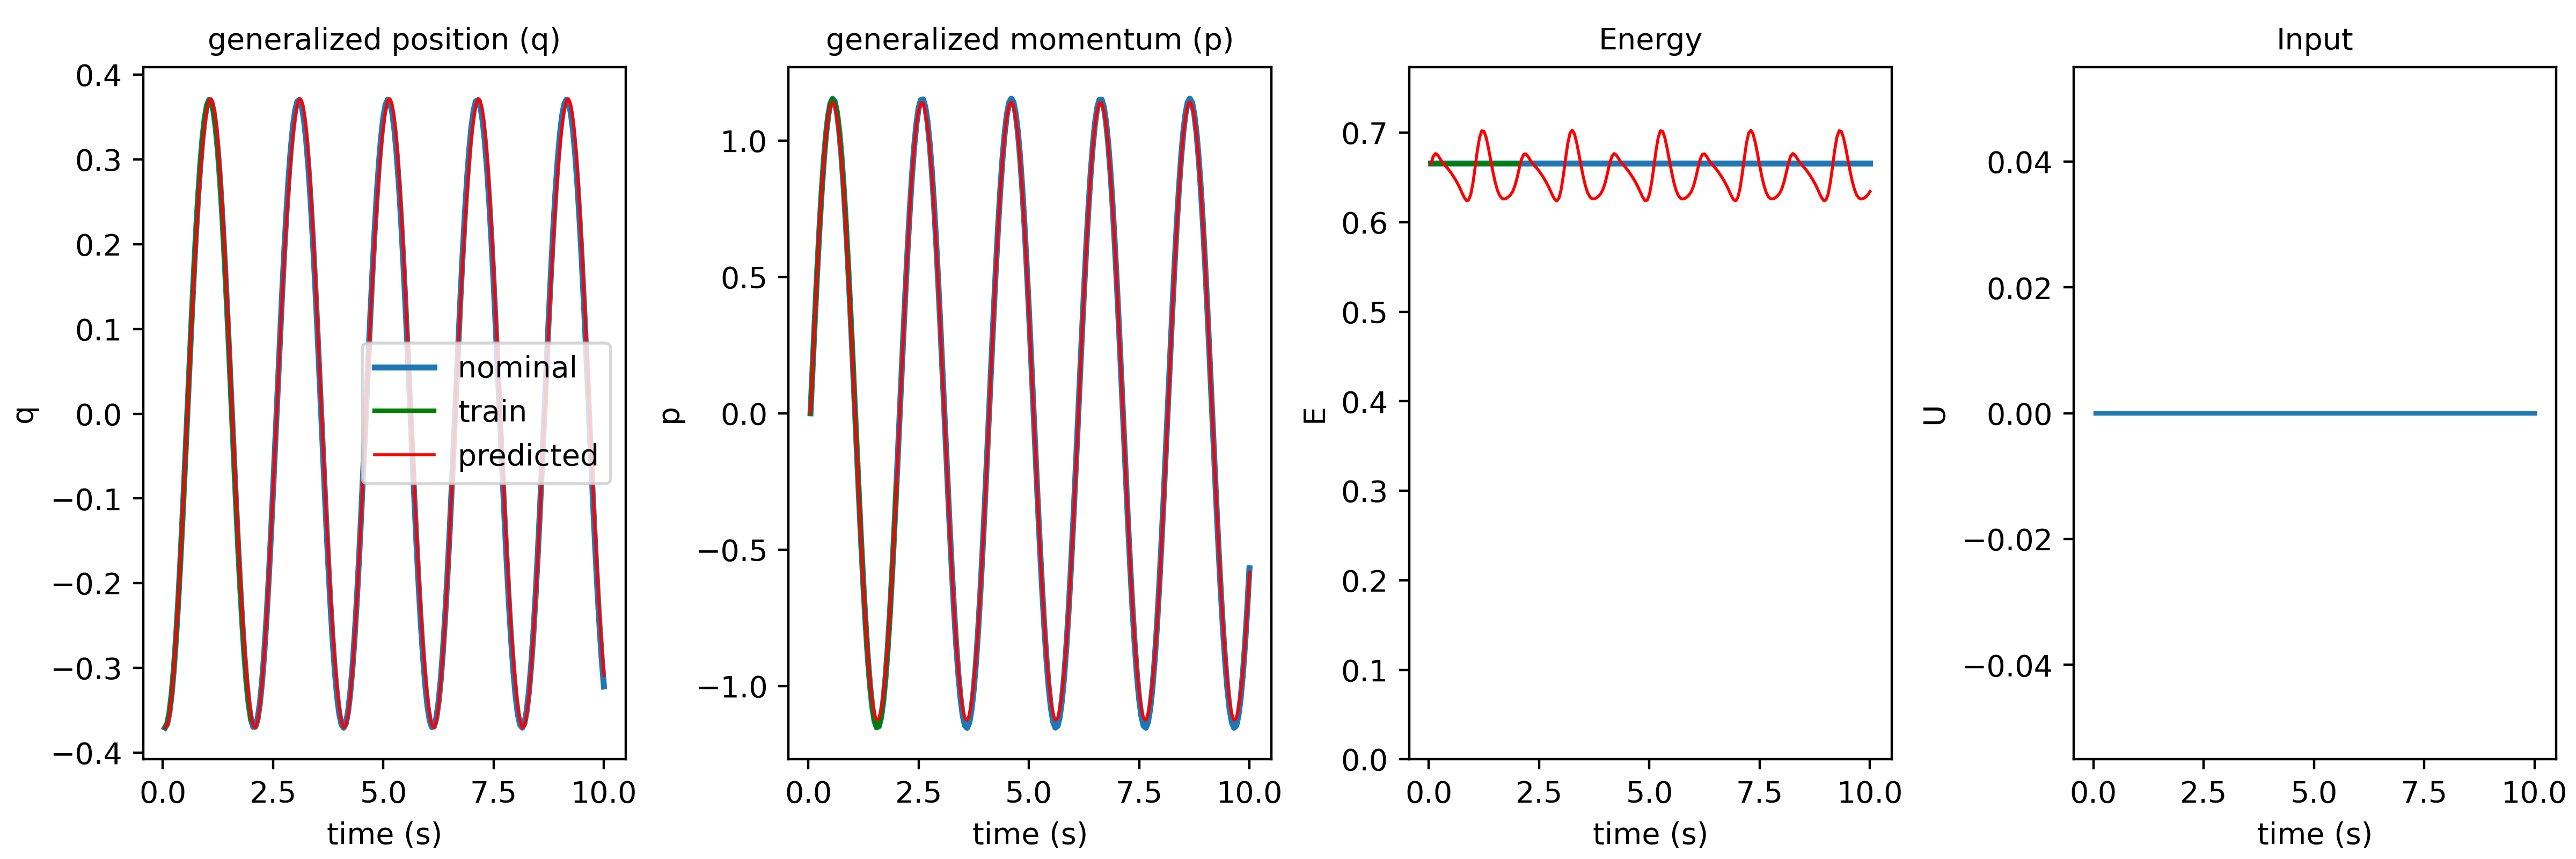 generalized position (q)
q
0.4
0.3
0.2
0.1
0.0
−0.1
−0.2
−0.3
−0.4
nominal
train
predicted
0.0 2.5 5.0 7.5 10.0
time (s)
generalized momentum (p)
p
1.0
0.5
0.0
−0.5
−1.0
0.0 2.5 5.0 7.5 10.0
time (s)
Energy
E
0.7
0.6
0.5
0.4
0.3
0.2
0.1
0.0
0.0 2.5 5.0 7.5 10.0
time (s)
Input
U
0.04
0.02
0.00
−0.02
−0.04
0.0 2.5 5.0 7.5 10.0
time (s)